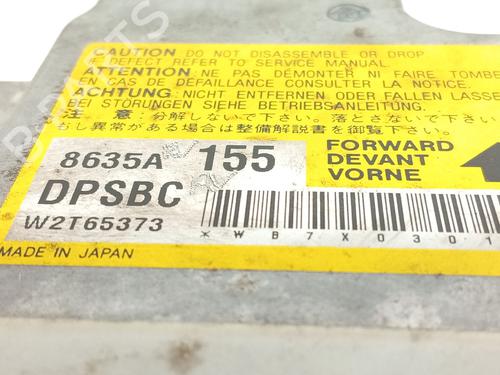 CAUTION DO NOT DISASSEMBLE OR DROP
IF DEFECT REFER TO SERVICE MANUAL.
ATTENTION: NE PAS DÉMONTER NI FAIRE TOMBE
EN CAS DE DÉFAILLANCE CONSULTER LA NOTICE.
ACHTUNG: NICHT ENTFERNEN ODER FALLEN LASSE
BEI STÖRUNGEN SIEHE BETRIEBSANLEITUNG.
注 意: 分解しないで下さい。落とさないで下さい
もし異常がある場合は整備解説書を御覧下さい。
8635A 155
DPSBC
W2T65373
FORWARD
DEVANT
VORNE
*WB7X0301
MADE IN JAPAN